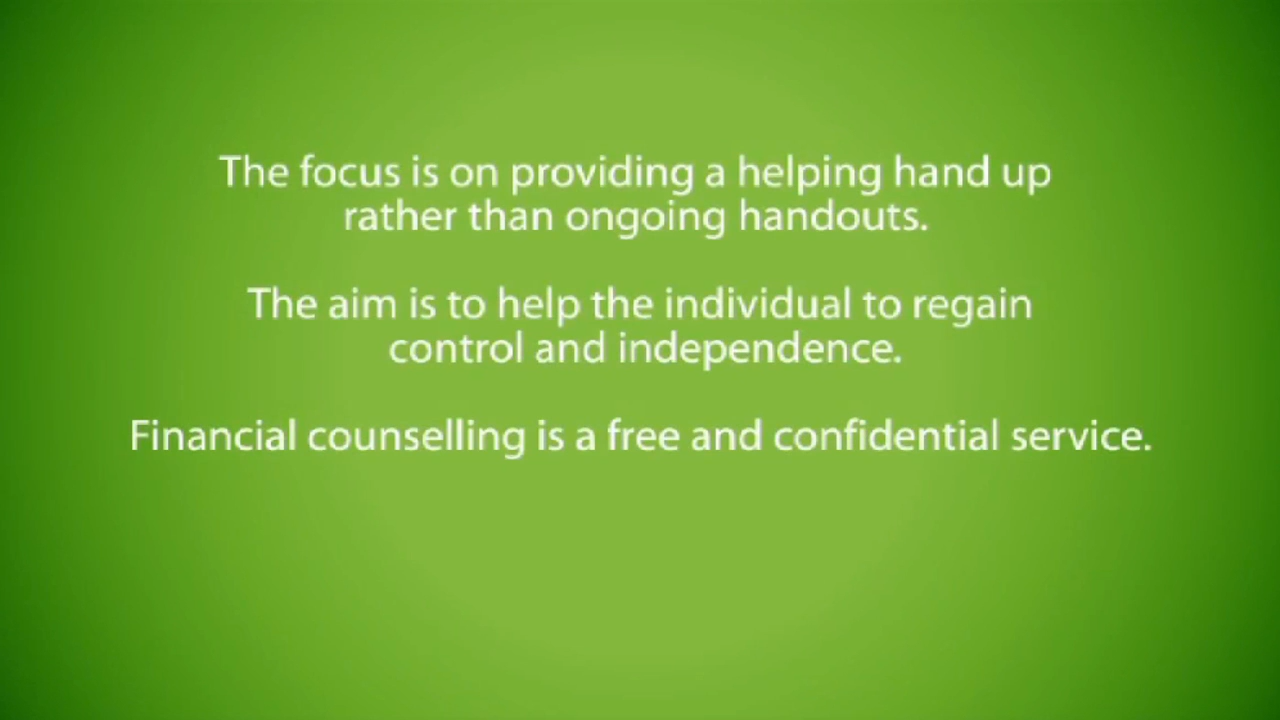 The focus is on providing a helping hand up
rather than ongoing handouts.
The aim is to help the individual to regain
control and independence.
Financial counselling is a free and confidential service.